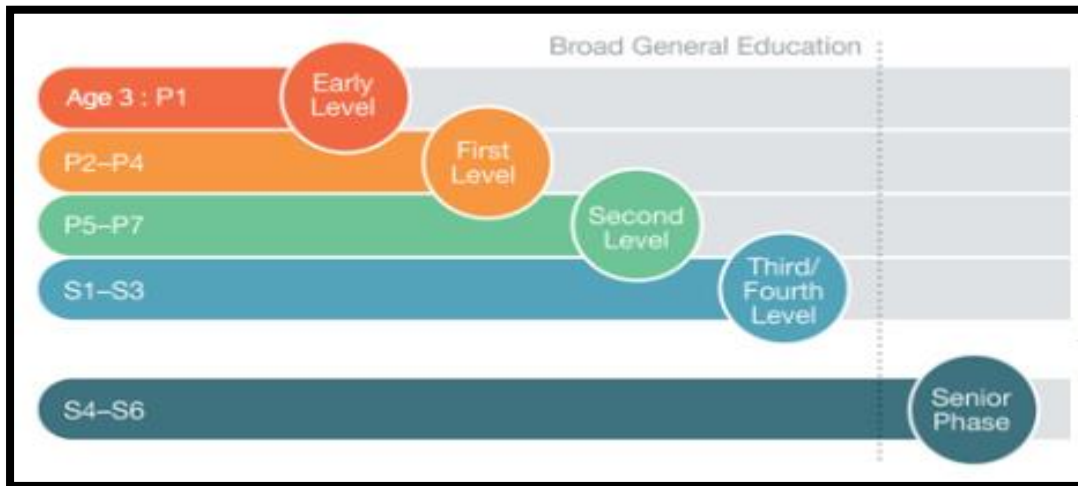 Broad General Education
Age 3 : P1
Early
Level
P2–P4
First
Level
P5–P7
Second
Level
S1–S3
Third/
Fourth
Level
S4–S6
Senior
Phase